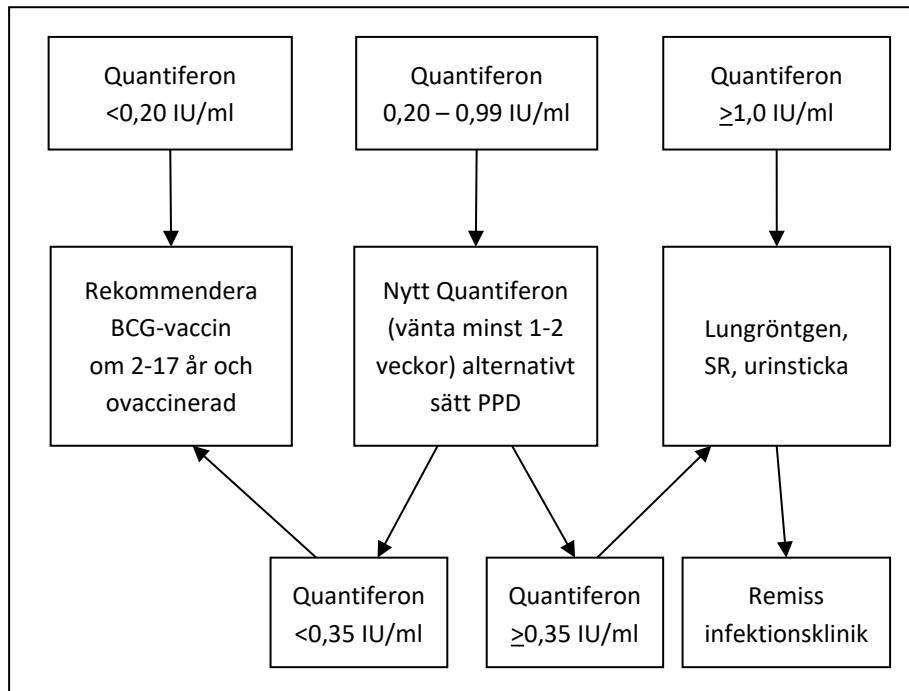 Quantiferon
<0,20 IU/ml
Quantiferon
0,20 – 0,99 IU/ml
Quantiferon
≥1,0 IU/ml
Rekommendera
BCG-vaccin
om 2-17 år och
ovaccinerad
Nytt Quantiferon
(vänta minst 1-2
veckor) alternativt
sätt PPD
Lungröntgen,
SR, urinsticka
Quantiferon
<0,35 IU/ml
Quantiferon
≥0,35 IU/ml
Remiss
infektionsklinik